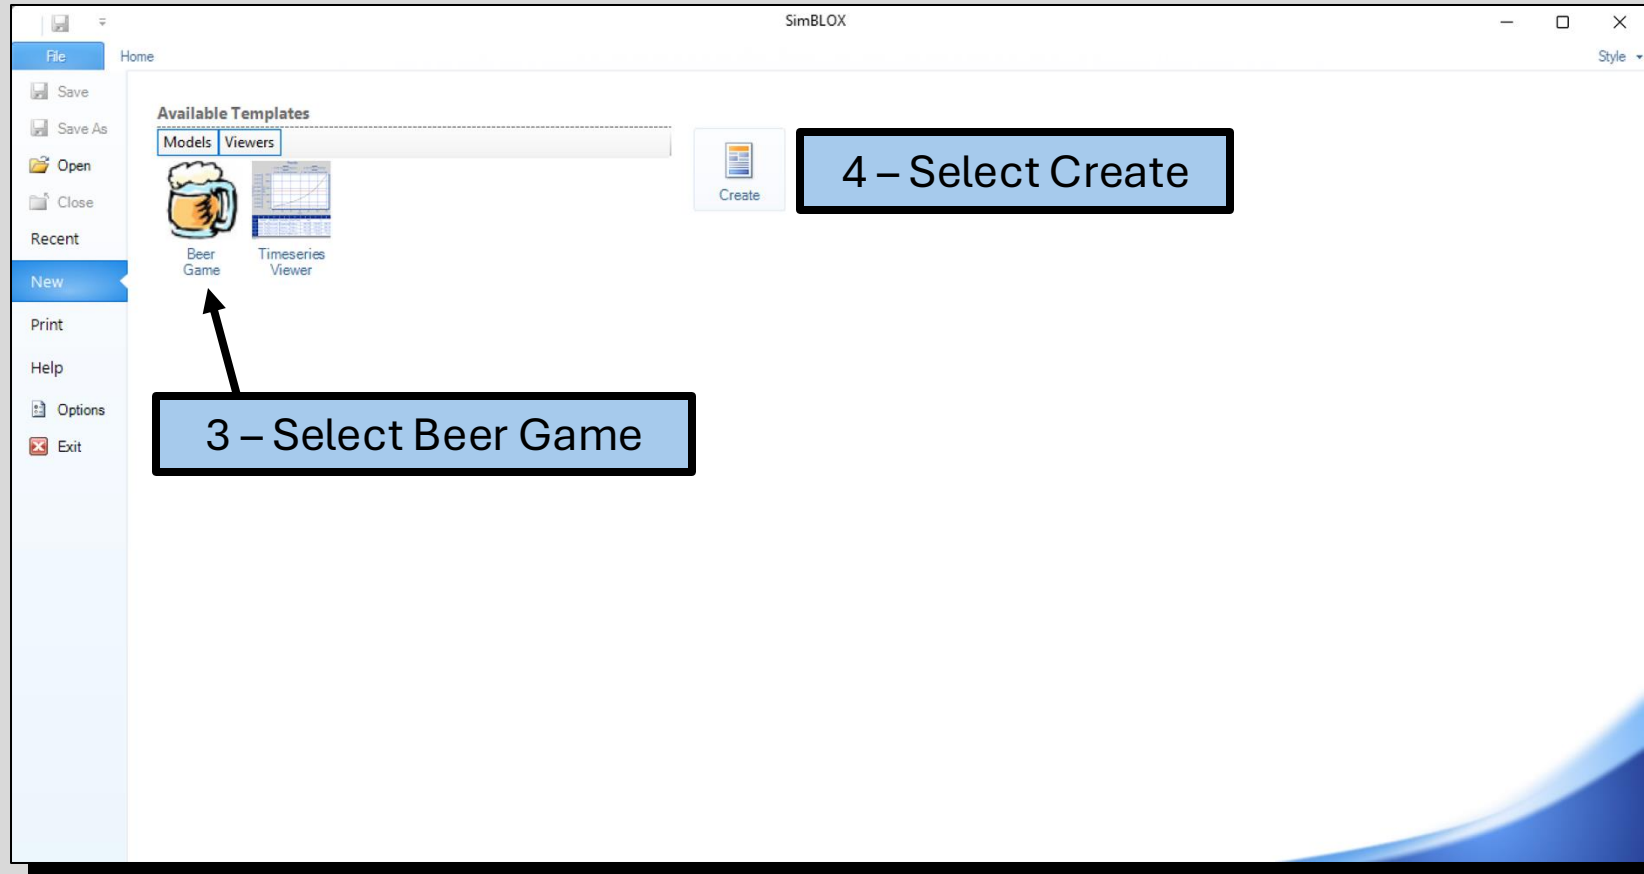 SimBLOX
File
Home
Style
Save
Save As
Open
Close
Recent
New
Print
Help
Options
Exit
Available Templates
Models
Viewers
Beer
Game
Timeseries
Viewer
Create
4 – Select Create
3 – Select Beer Game